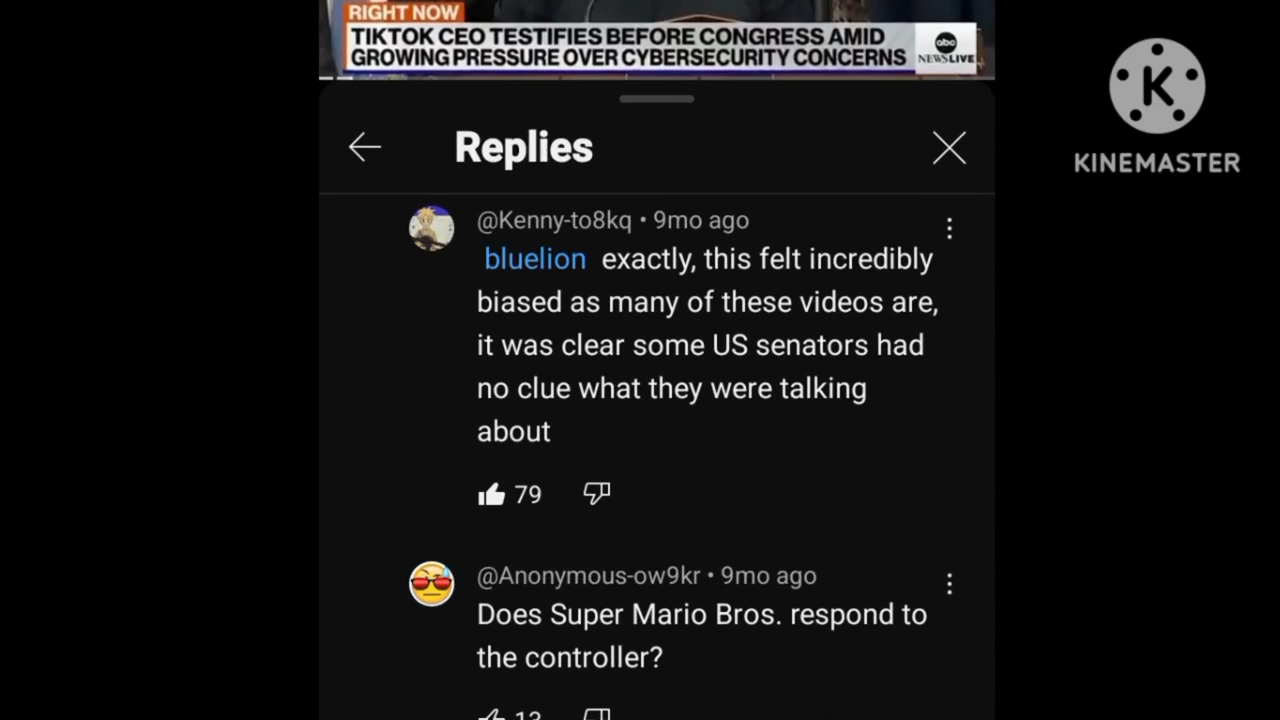 RIGHT NOW
TIKTOK CEO TESTIFIES BEFORE CONGRESS AMID
GROWING PRESSURE OVER CYBERSECURITY CONCERNS
abc
NEWS LIVE
K
KINEMASTER
Replies
@Kenny-to8kq • 9mo ago
bluelion exactly, this felt incredibly
biased as many of these videos are,
it was clear some US senators had
no clue what they were talking
about
79
@Anonymous-ow9kr • 9mo ago
Does Super Mario Bros. respond to
the controller?
13